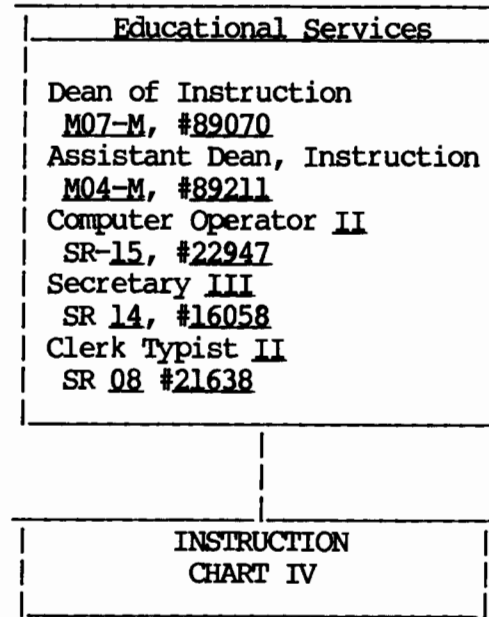 Educational Services
Dean of Instruction
M07-M, #89070
Assistant Dean, Instruction
M04-M, #89211
Computer Operator II
SR-15, #22947
Secretary III
SR 14, #16058
Clerk Typist II
SR 08 #21638
INSTRUCTION
CHART IV